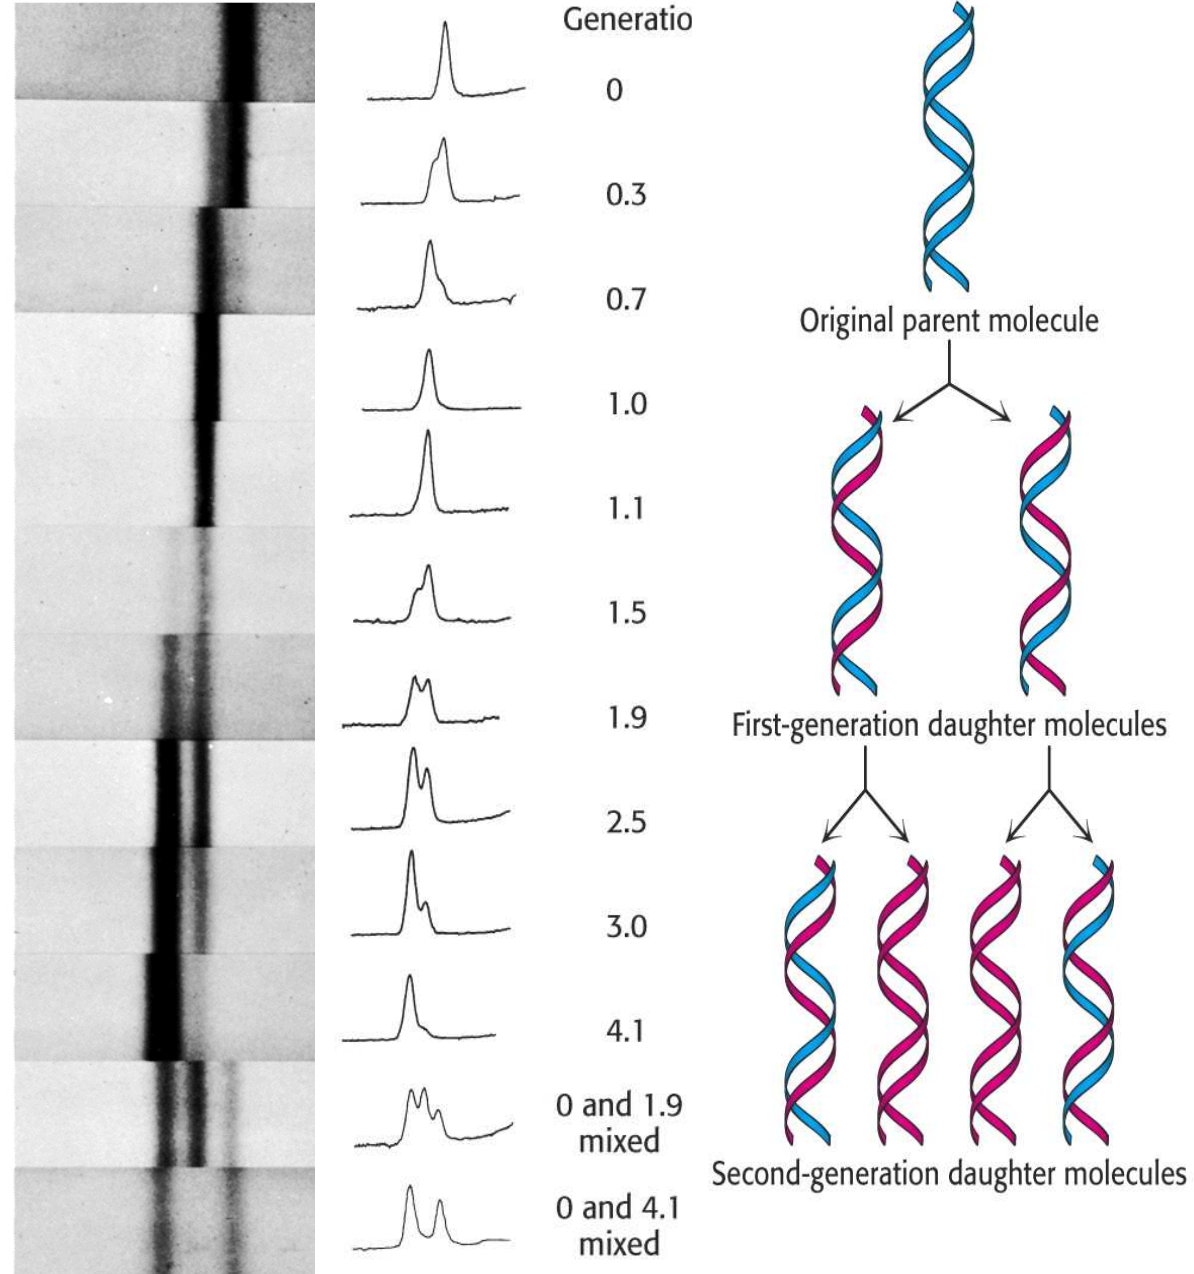 Generatio
0
0.3
0.7
1.0
1.1
1.5
1.9
2.5
3.0
4.1
0 and 1.9
mixed
0 and 4.1
mixed
Original parent molecule
First-generation daughter molecules
Second-generation daughter molecules